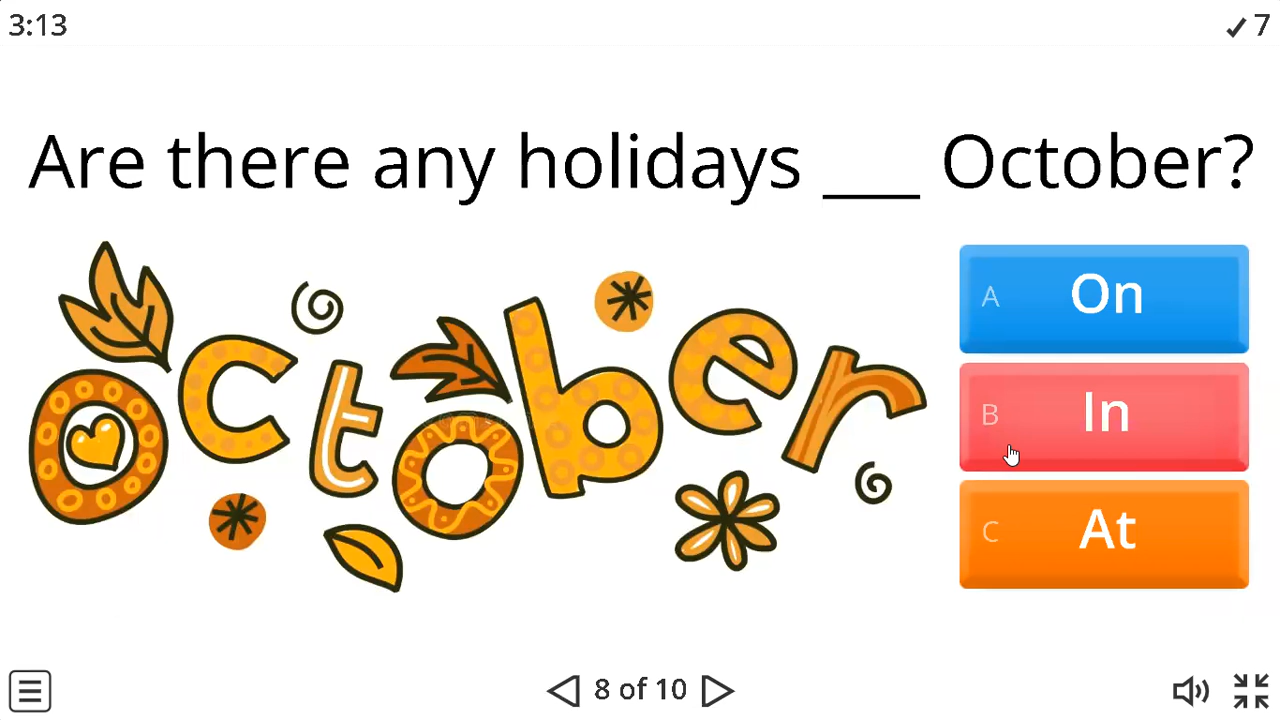 3:13
✓ 7
Are there any holidays ___ October?
October
A On
B In
C At
8 of 10